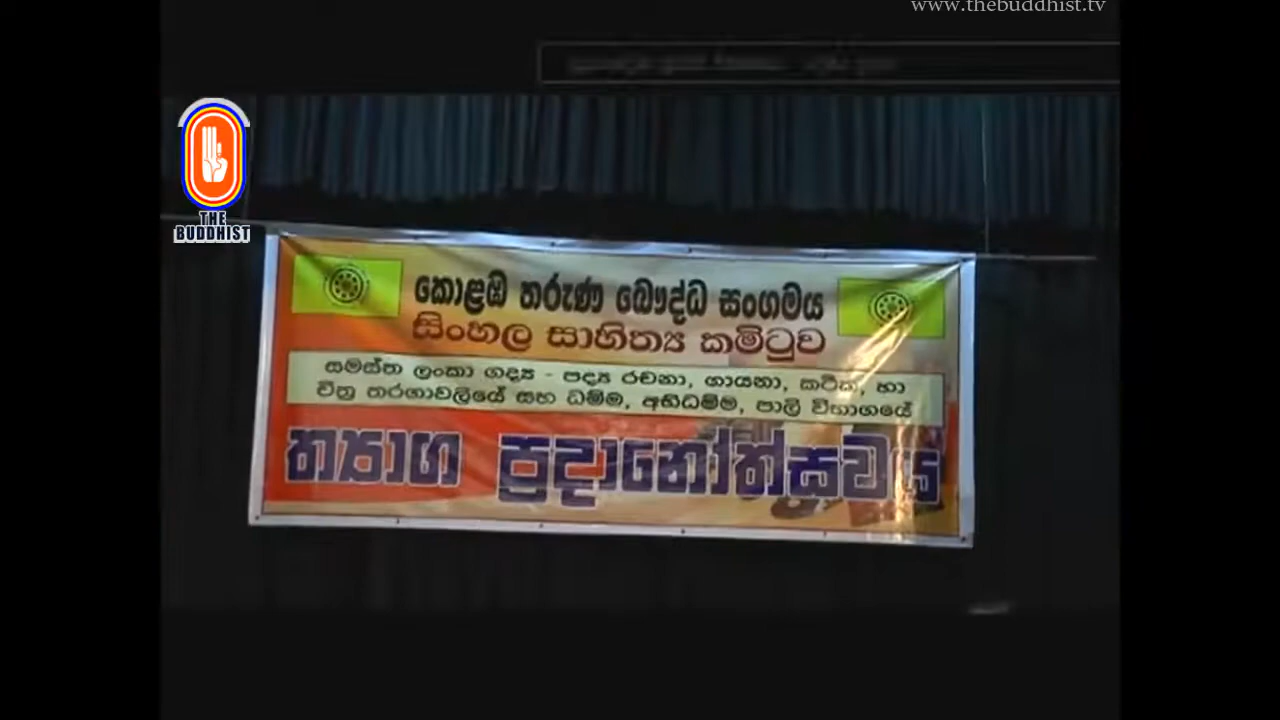 www.thebuddhist.tv
THE
BUDDHIST
කොළඹ තරුණ බෞද්ධ සංගමය
සිංහල සාහිත්‍ය කමිටුව
සමස්ත ලංකා ගද්‍ය - පද්‍ය රචනා, ගායනා, කථික, හා
චිත්‍ර තරගාවලියේ සහ ධම්ම, අභිධම්ම, පාලි විභාගයේ
ත්‍යාග ප්‍රදානෝත්සවය